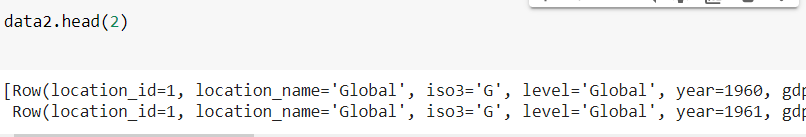 data2.head(2)
[Row(location_id=1, location_name='Global', iso3='G', level='Global', year=1960, gdp
Row(location_id=1, location_name='Global', iso3='G', level='Global', year=1961, gdp